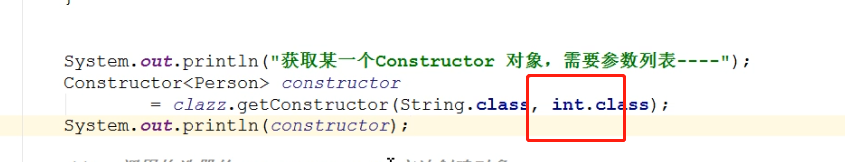 }
System.out.println("获取某一个Constructor 对象，需要参数列表----");
Constructor<Person> constructor
= clazz.getConstructor(String.class, int.class);
System.out.println(constructor);